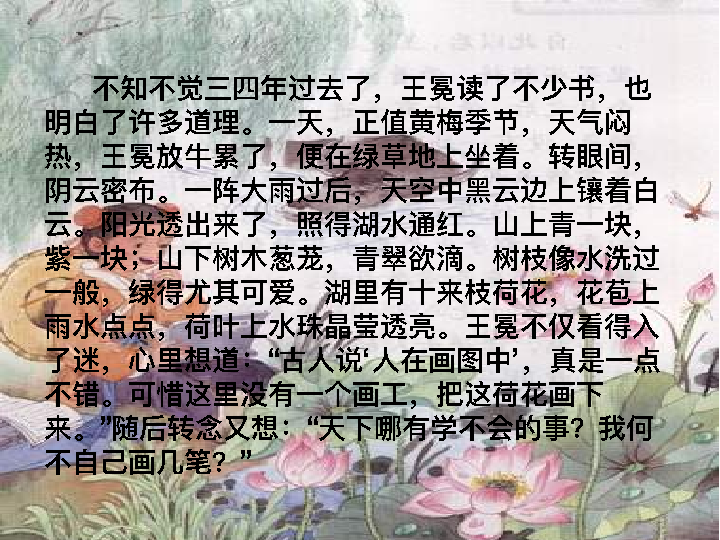 不知不觉三四年过去了，王冕读了不少书，也
明白了许多道理。一天，正值黄梅季节，天气闷
热，王冕放牛累了，便在绿草地上坐着。转眼间，
阴云密布。一阵大雨过后，天空中黑云边上镶着白
云。阳光透出来了，照得湖水通红。山上青一块，
紫一块；山下树木葱茏，青翠欲滴。树枝像水洗过
一般，绿得尤其可爱。湖里有十来枝荷花，花苞上
雨水点点，荷叶上水珠晶莹透亮。王冕不仅看得入
了迷，心里想道：“古人说‘人在画图中’，真是一点
不错。可惜这里没有一个画工，把这荷花画下
来。”随后转念又想：“天下哪有学不会的事？我何
不自己画几笔？”